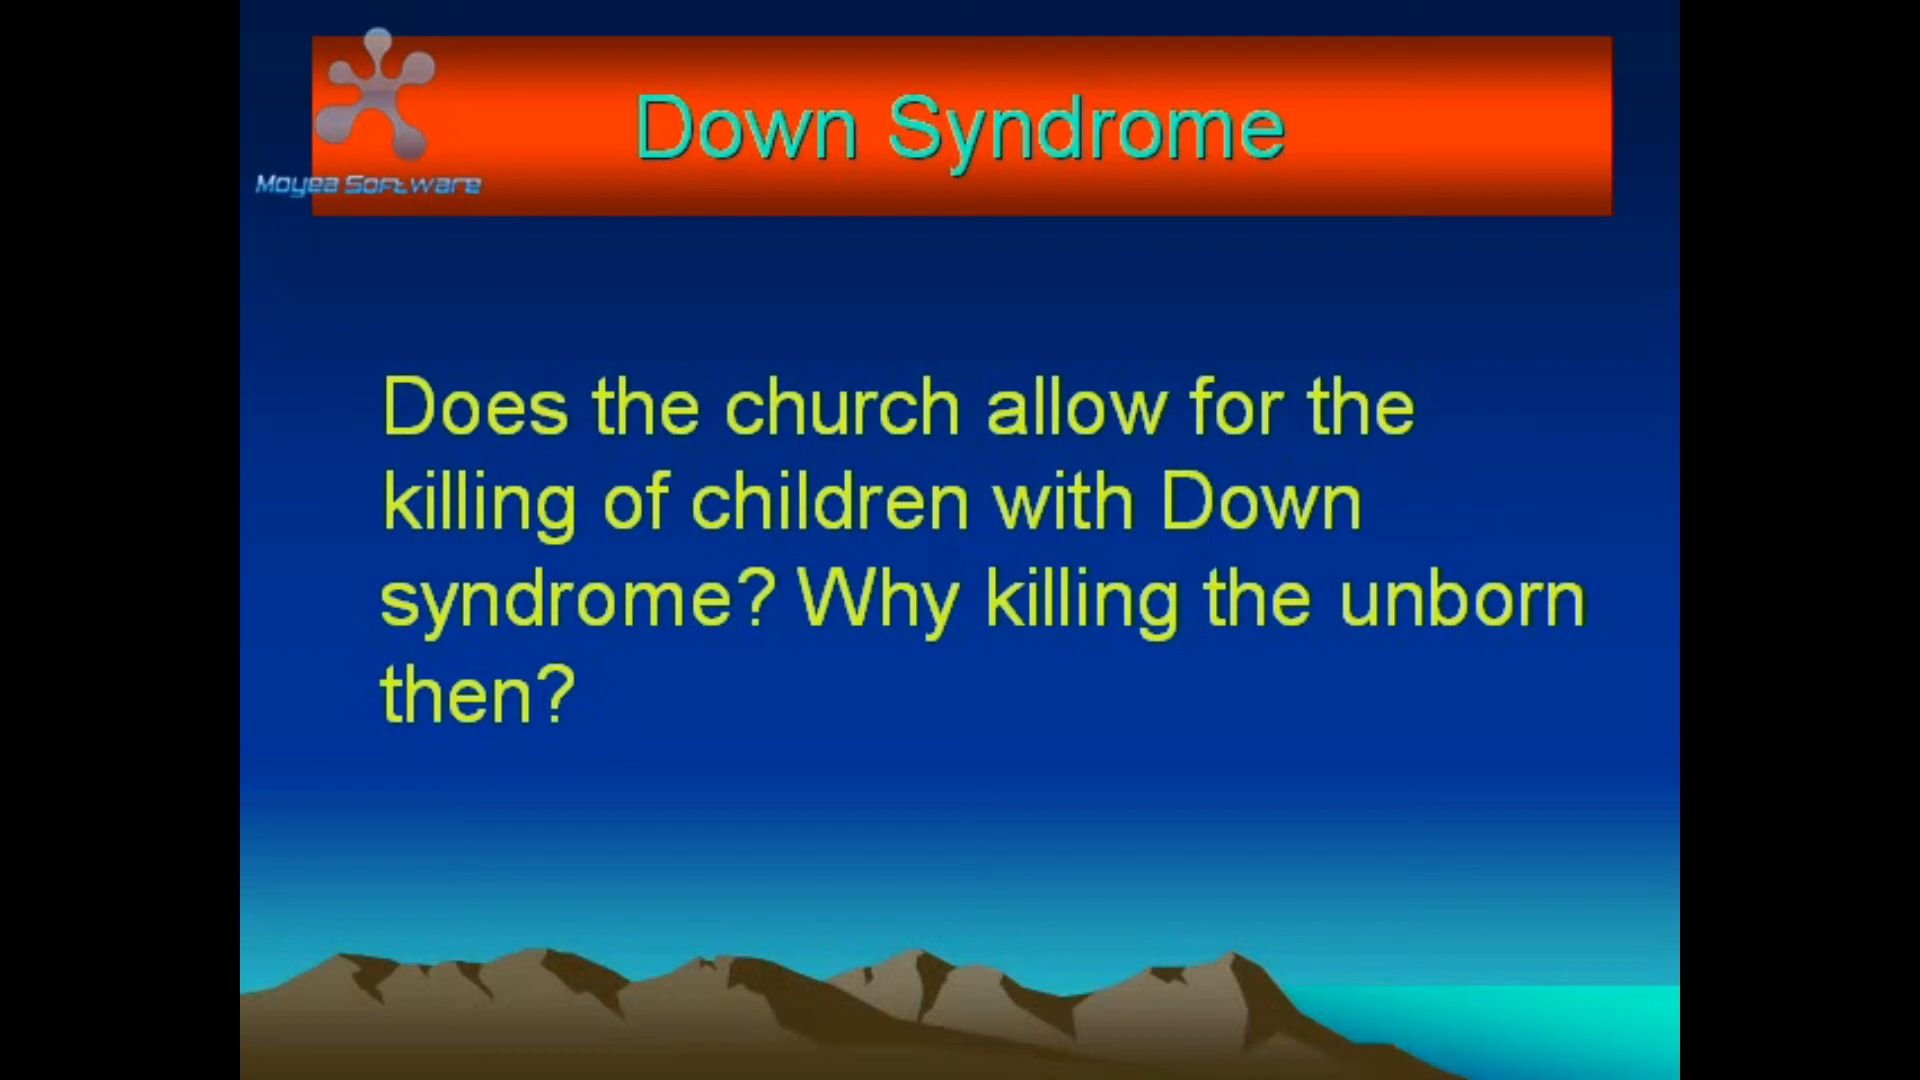 Down Syndrome
Moyea Software
Does the church allow for the
killing of children with Down
syndrome? Why killing the unborn
then?